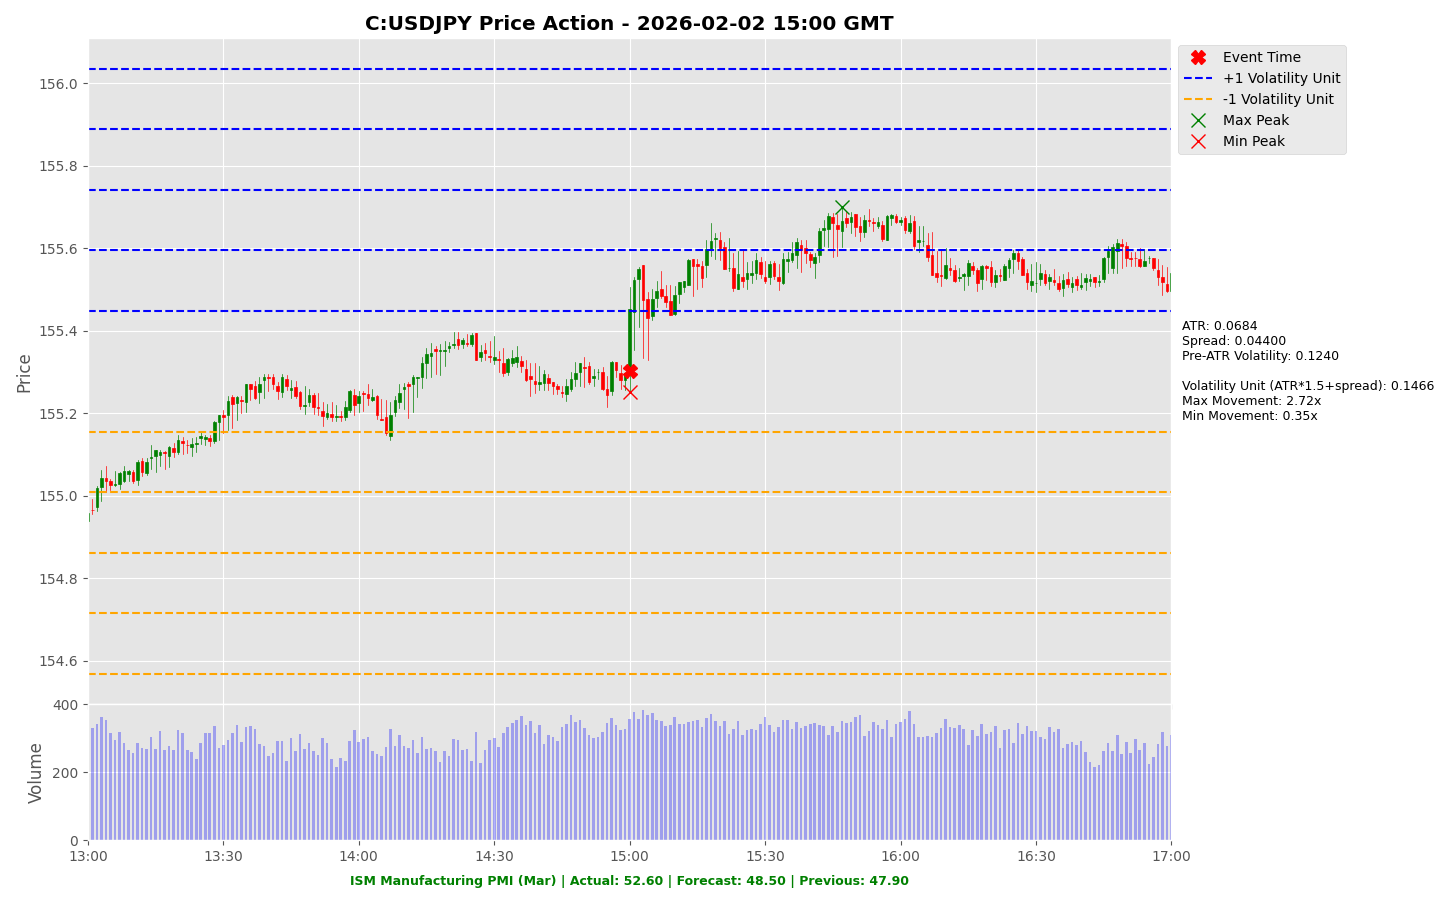 C:USDJPY Price Action - 2026-02-02 15:00 GMT
Event Time
+1 Volatility Unit
-1 Volatility Unit
Max Peak
Min Peak
Price
156.0
155.8
155.6
155.4
155.2
155.0
154.8
154.6
ATR: 0.0684
Spread: 0.04400
Pre-ATR Volatility: 0.1240
Volatility Unit (ATR*1.5+spread): 0.1466
Max Movement: 2.72x
Min Movement: 0.35x
Volume
400
200
0
13:00 13:30 14:00 14:30 15:00 15:30 16:00 16:30 17:00
ISM Manufacturing PMI (Mar) | Actual: 52.60 | Forecast: 48.50 | Previous: 47.90